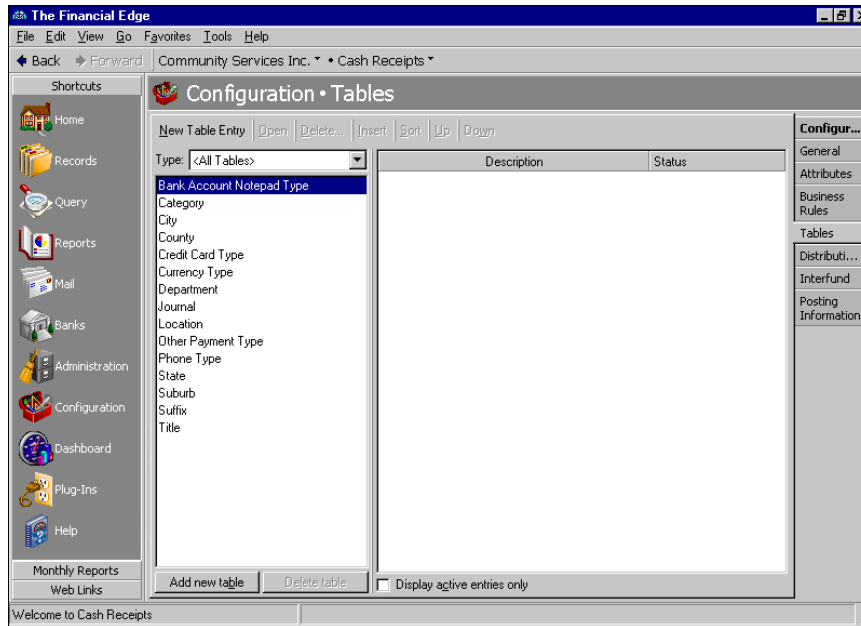 The Financial Edge
File Edit View Go Favorites Tools Help
Back Forward Community Services Inc. • Cash Receipts
Shortcuts
Home
Records
Query
Reports
Mail
Banks
Administration
Configuration
Dashboard
Plug-Ins
Help
Monthly Reports
Web Links
Configuration • Tables
New Table Entry Open Delete... Insert Sort Up Down
Type: <All Tables>
Bank Account Notepad Type
Category
City
County
Credit Card Type
Currency Type
Department
Journal
Location
Other Payment Type
Phone Type
State
Suburb
Suffix
Title
Add new table Delete table
Description Status
Display active entries only
Configur...
General
Attributes
Business
Rules
Tables
Distributi...
Interfund
Posting
Information
Welcome to Cash Receipts